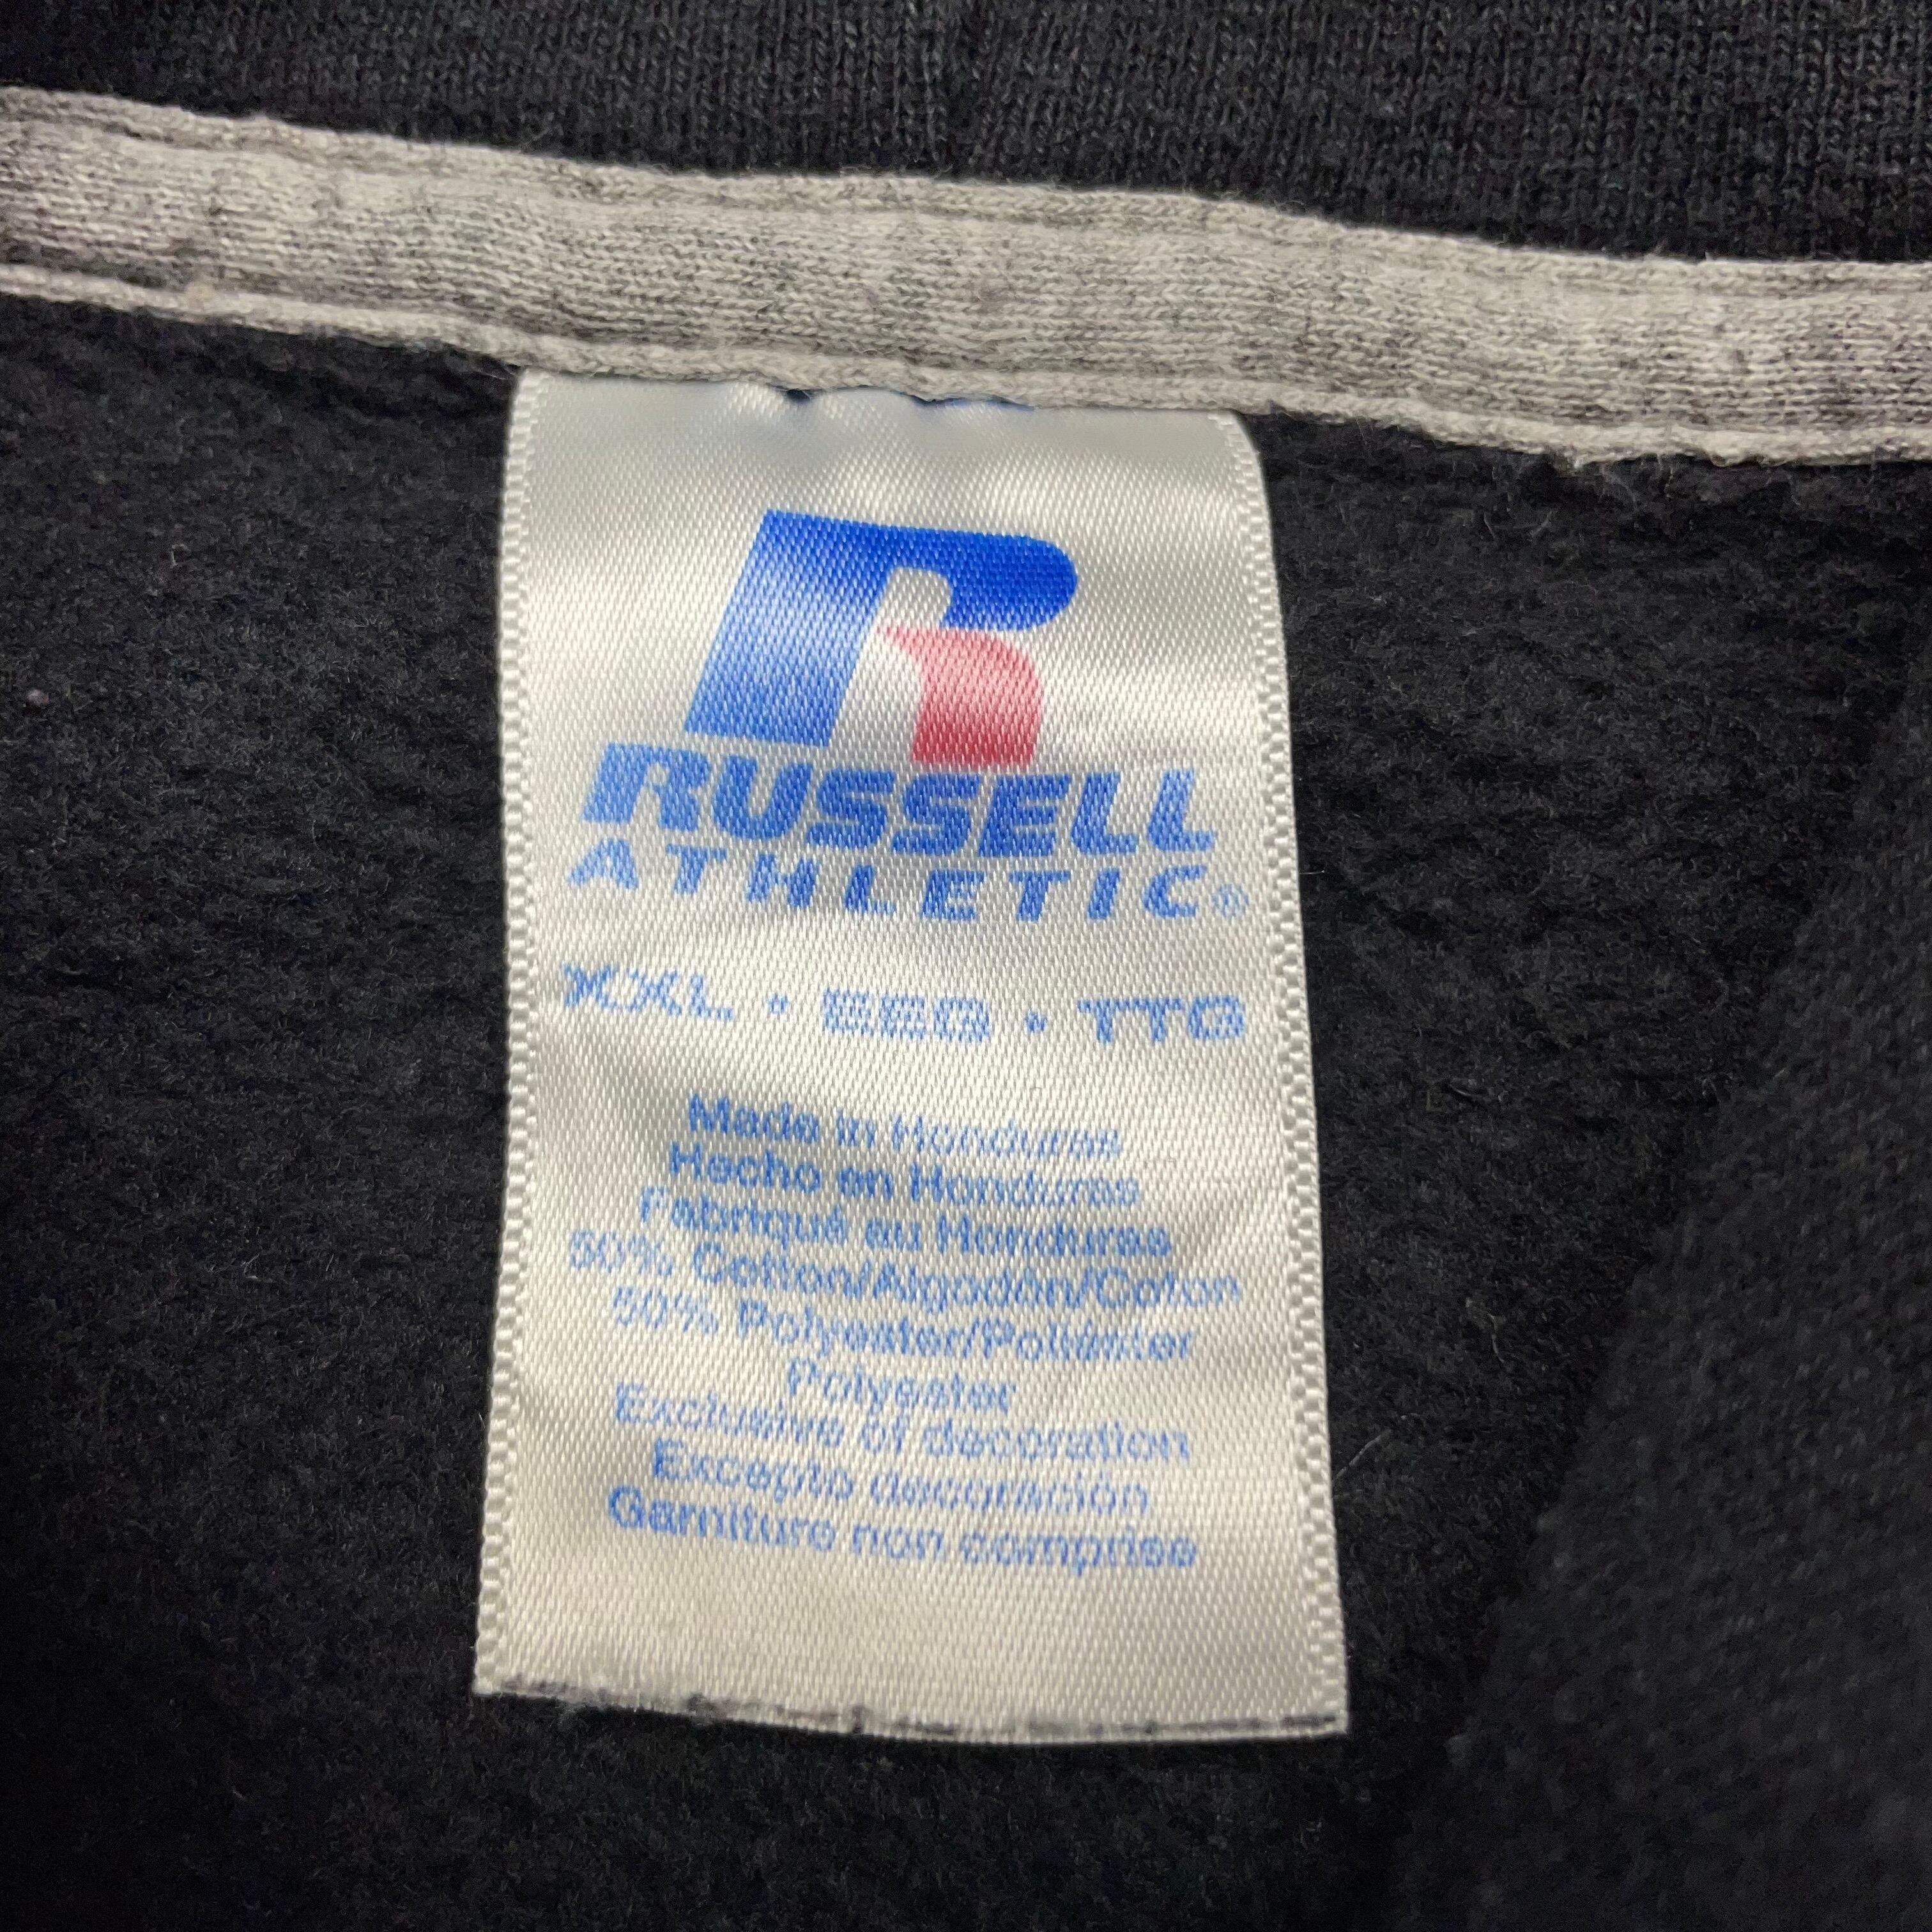 RUSSELL
ATHLETIC®
XXL • EEG • TTG
Made in Honduras
Hecho en Honduras
Fabriqué au Honduras
50% Cotton/Algodón/Coton
50% Polyester/Poliéster
Polyester
Exclusive of decoration
Excepto decoración
Garniture non comprise